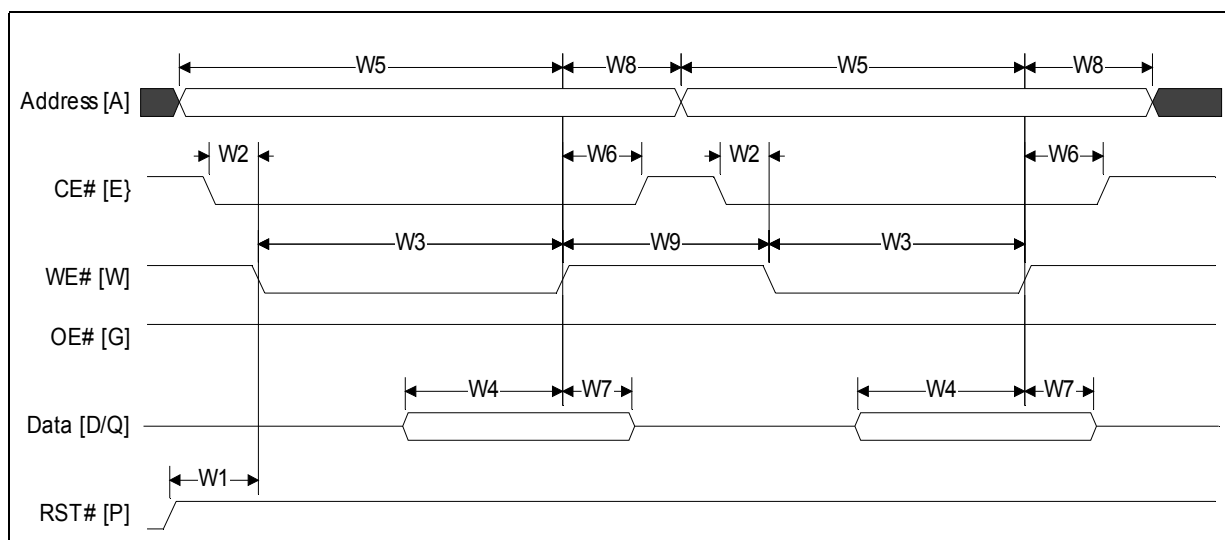 W5 W8 W5 W8
Address [A]
W2 W6 W2 W6
CE# [E}
W3 W9 W3
WE# [W]
OE# [G]
W4 W7 W4 W7
Data [D/Q]
W1
RST# [P]